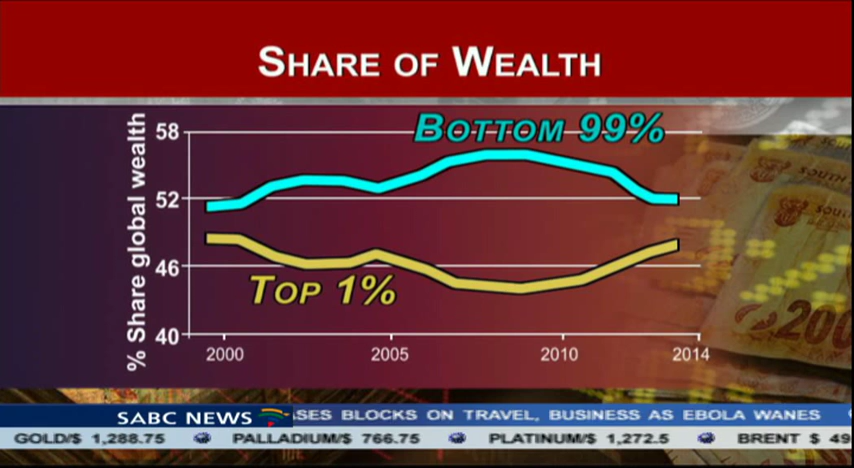 SHARE OF WEALTH
% Share global wealth
58
52
46
40
BOTTOM 99%
TOP 1%
2000 2005 2010 2014
SOUTH
200
SABC NEWS ASES BLOCKS ON TRAVEL, BUSINESS AS EBOLA WANES
GOLD/$ 1,288.75 PALLADIUM/$ 766.75 PLATINUM/$ 1,272.5 BRENT $ 49